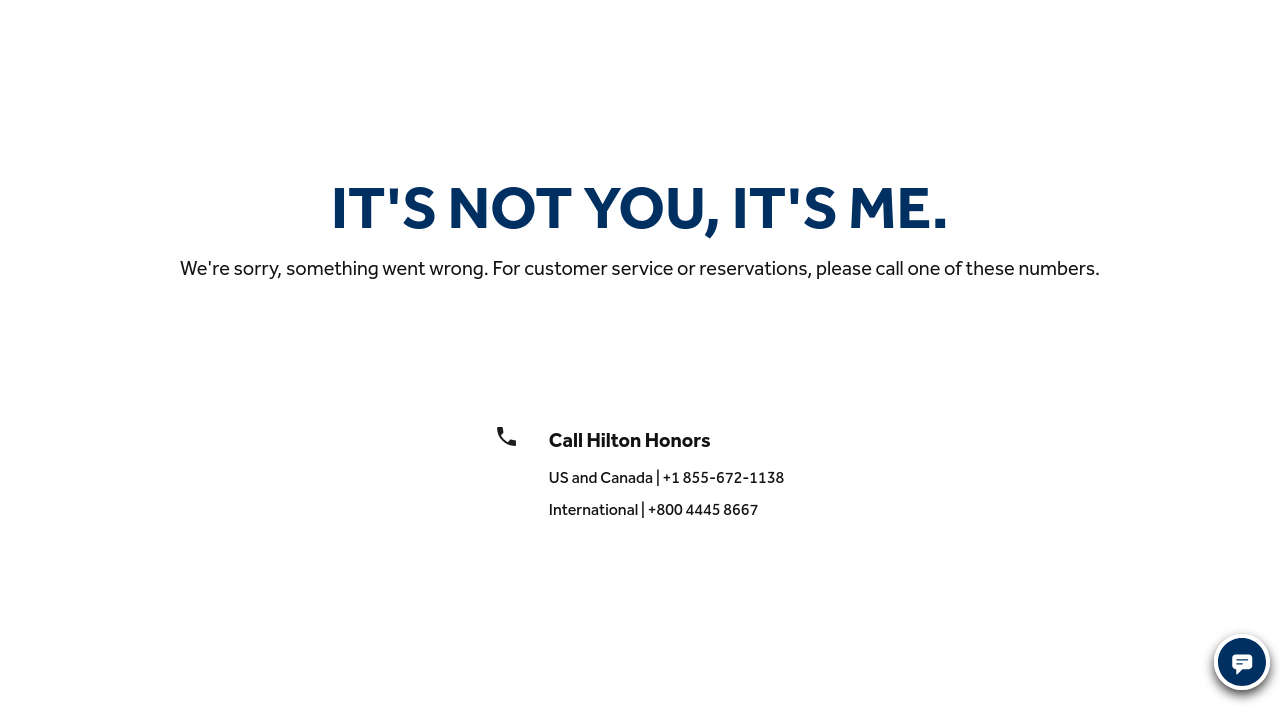 IT'S NOT YOU, IT'S ME.
We're sorry, something went wrong. For customer service or reservations, please call one of these numbers.
Call Hilton Honors
US and Canada | +1 855-672-1138
International | +800 4445 8667